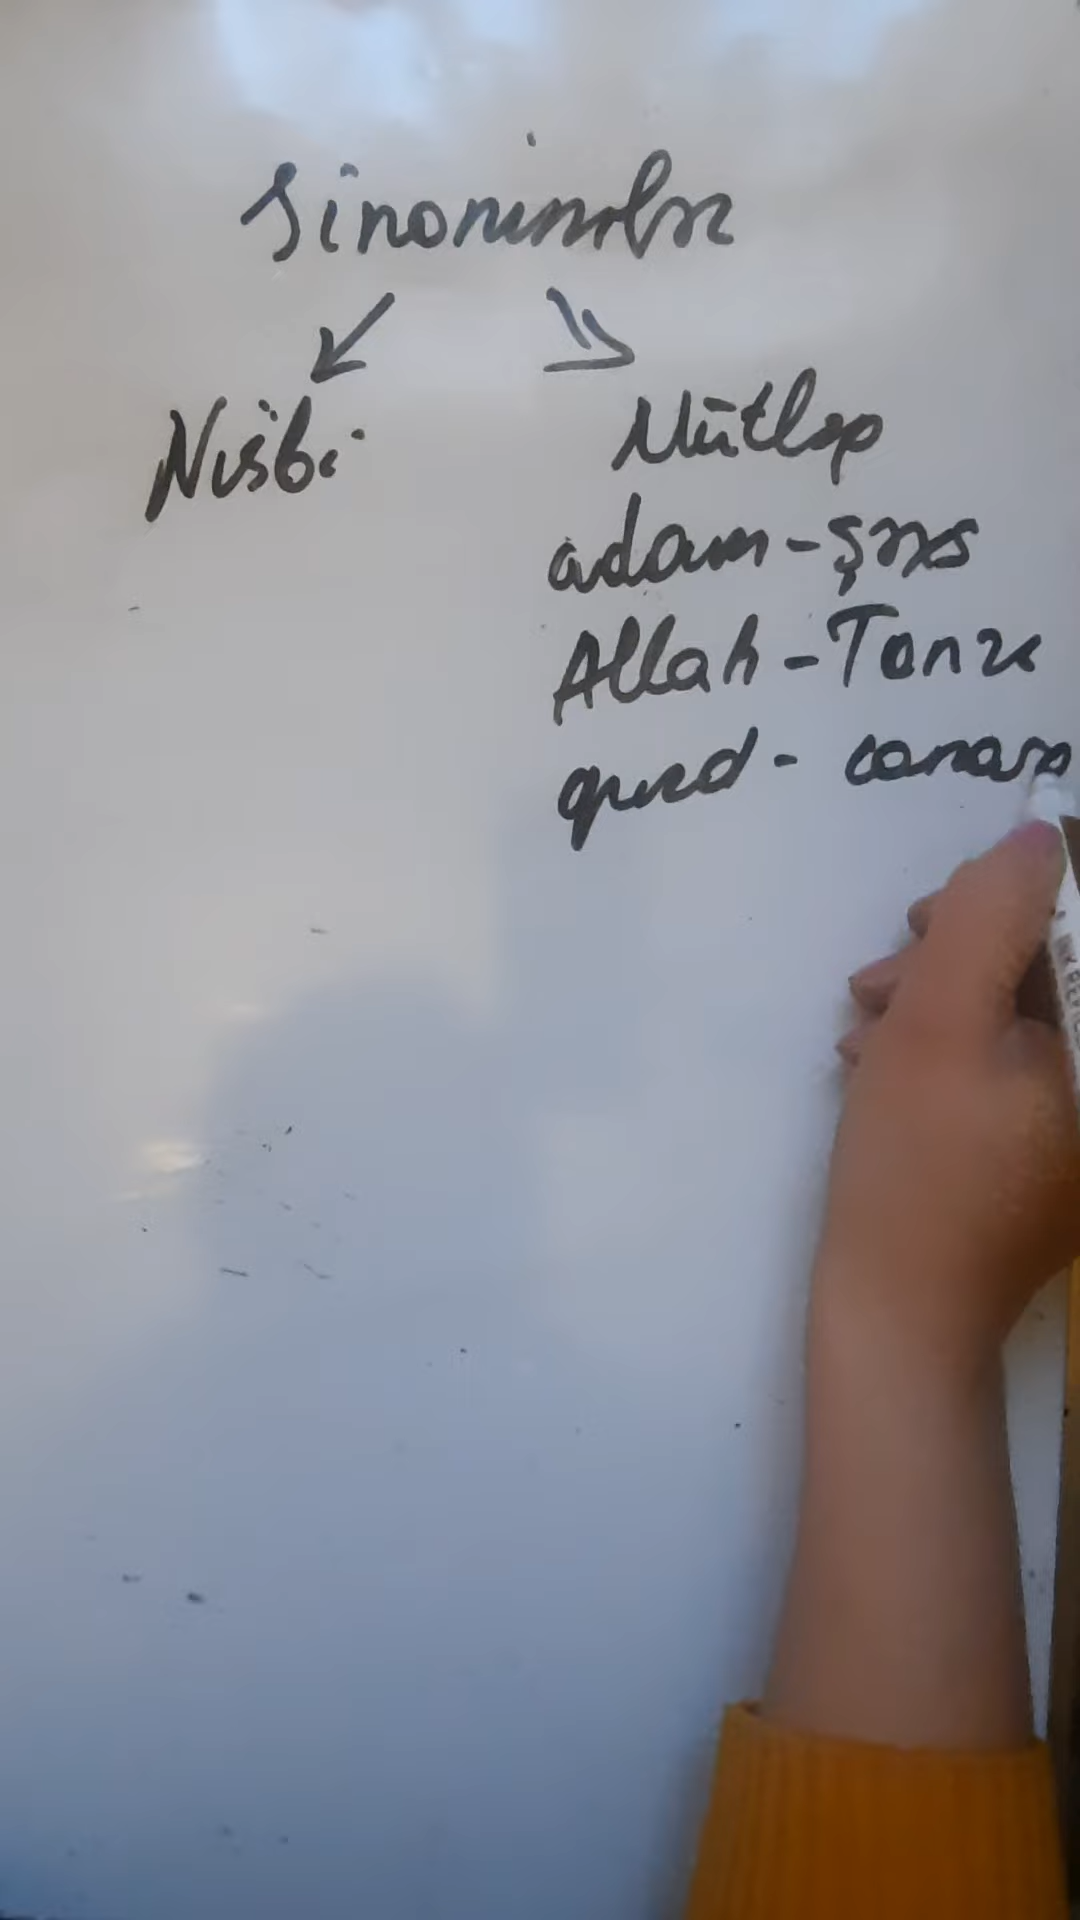 Sinonimlər
Nisbi Mütləq
adam - şəxs
Allah - Tanrı
qurd - canavar